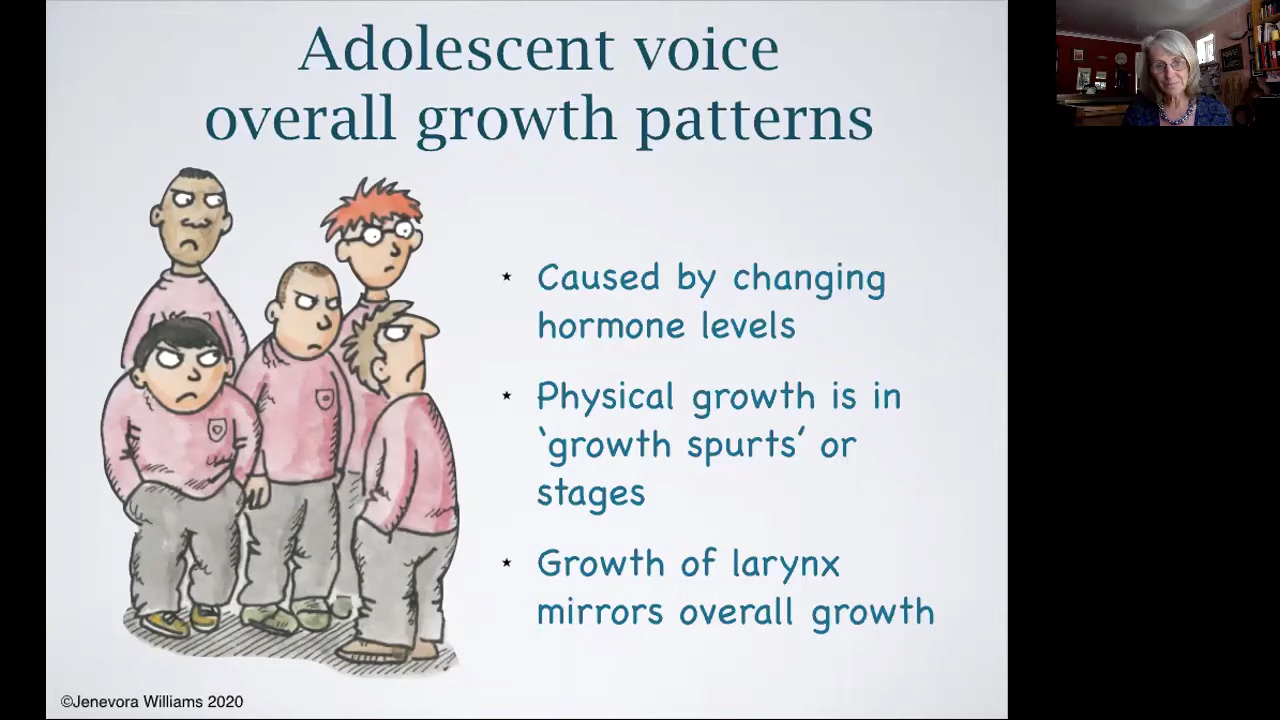 Adolescent voice
overall growth patterns
★ Caused by changing
hormone levels
★ Physical growth is in
‘growth spurts’ or
stages
★ Growth of larynx
mirrors overall growth
©Jenevora Williams 2020